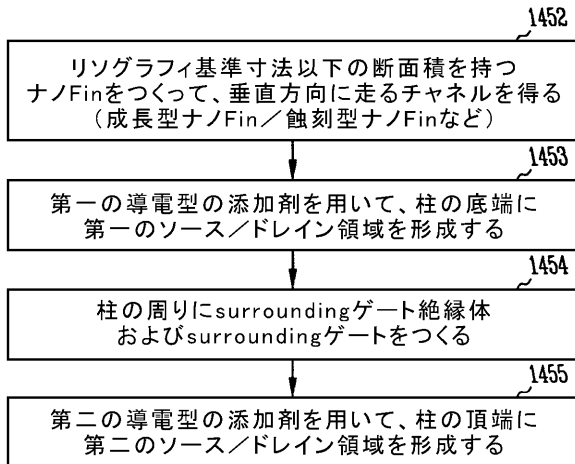 1452
リソグラフィ基準寸法以下の断面積を持つ
ナノFinをつくって、垂直方向に走るチャネルを得る
（成長型ナノFin／蝕刻型ナノFinなど）
1453
第一の導電型の添加剤を用いて、柱の底端に
第一のソース／ドレイン領域を形成する
1454
柱の周りにsurroundingゲート絶縁体
およびsurroundingゲートをつくる
1455
第二の導電型の添加剤を用いて、柱の頂端に
第二のソース／ドレイン領域を形成する